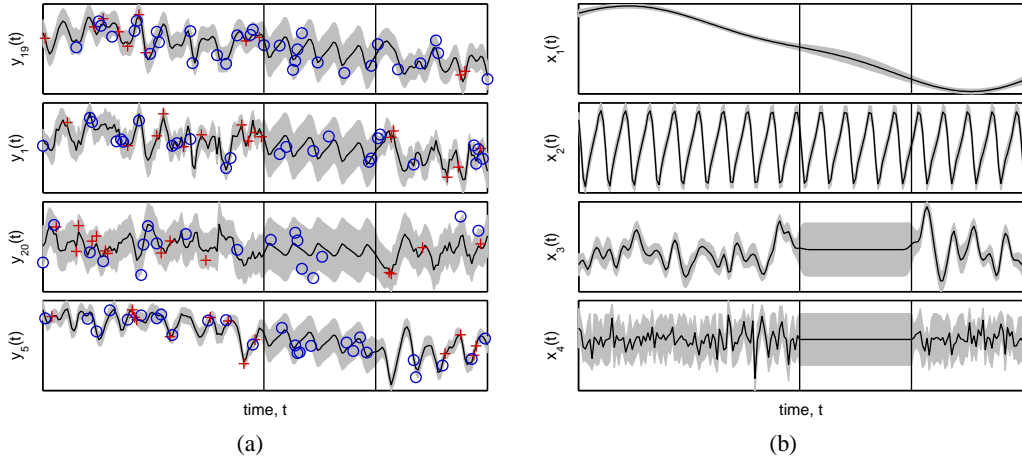 y19(t)
y1(t)
y20(t)
y5(t)
time, t
(a)
x1(t)
x2(t)
x3(t)
x4(t)
time, t
(b)